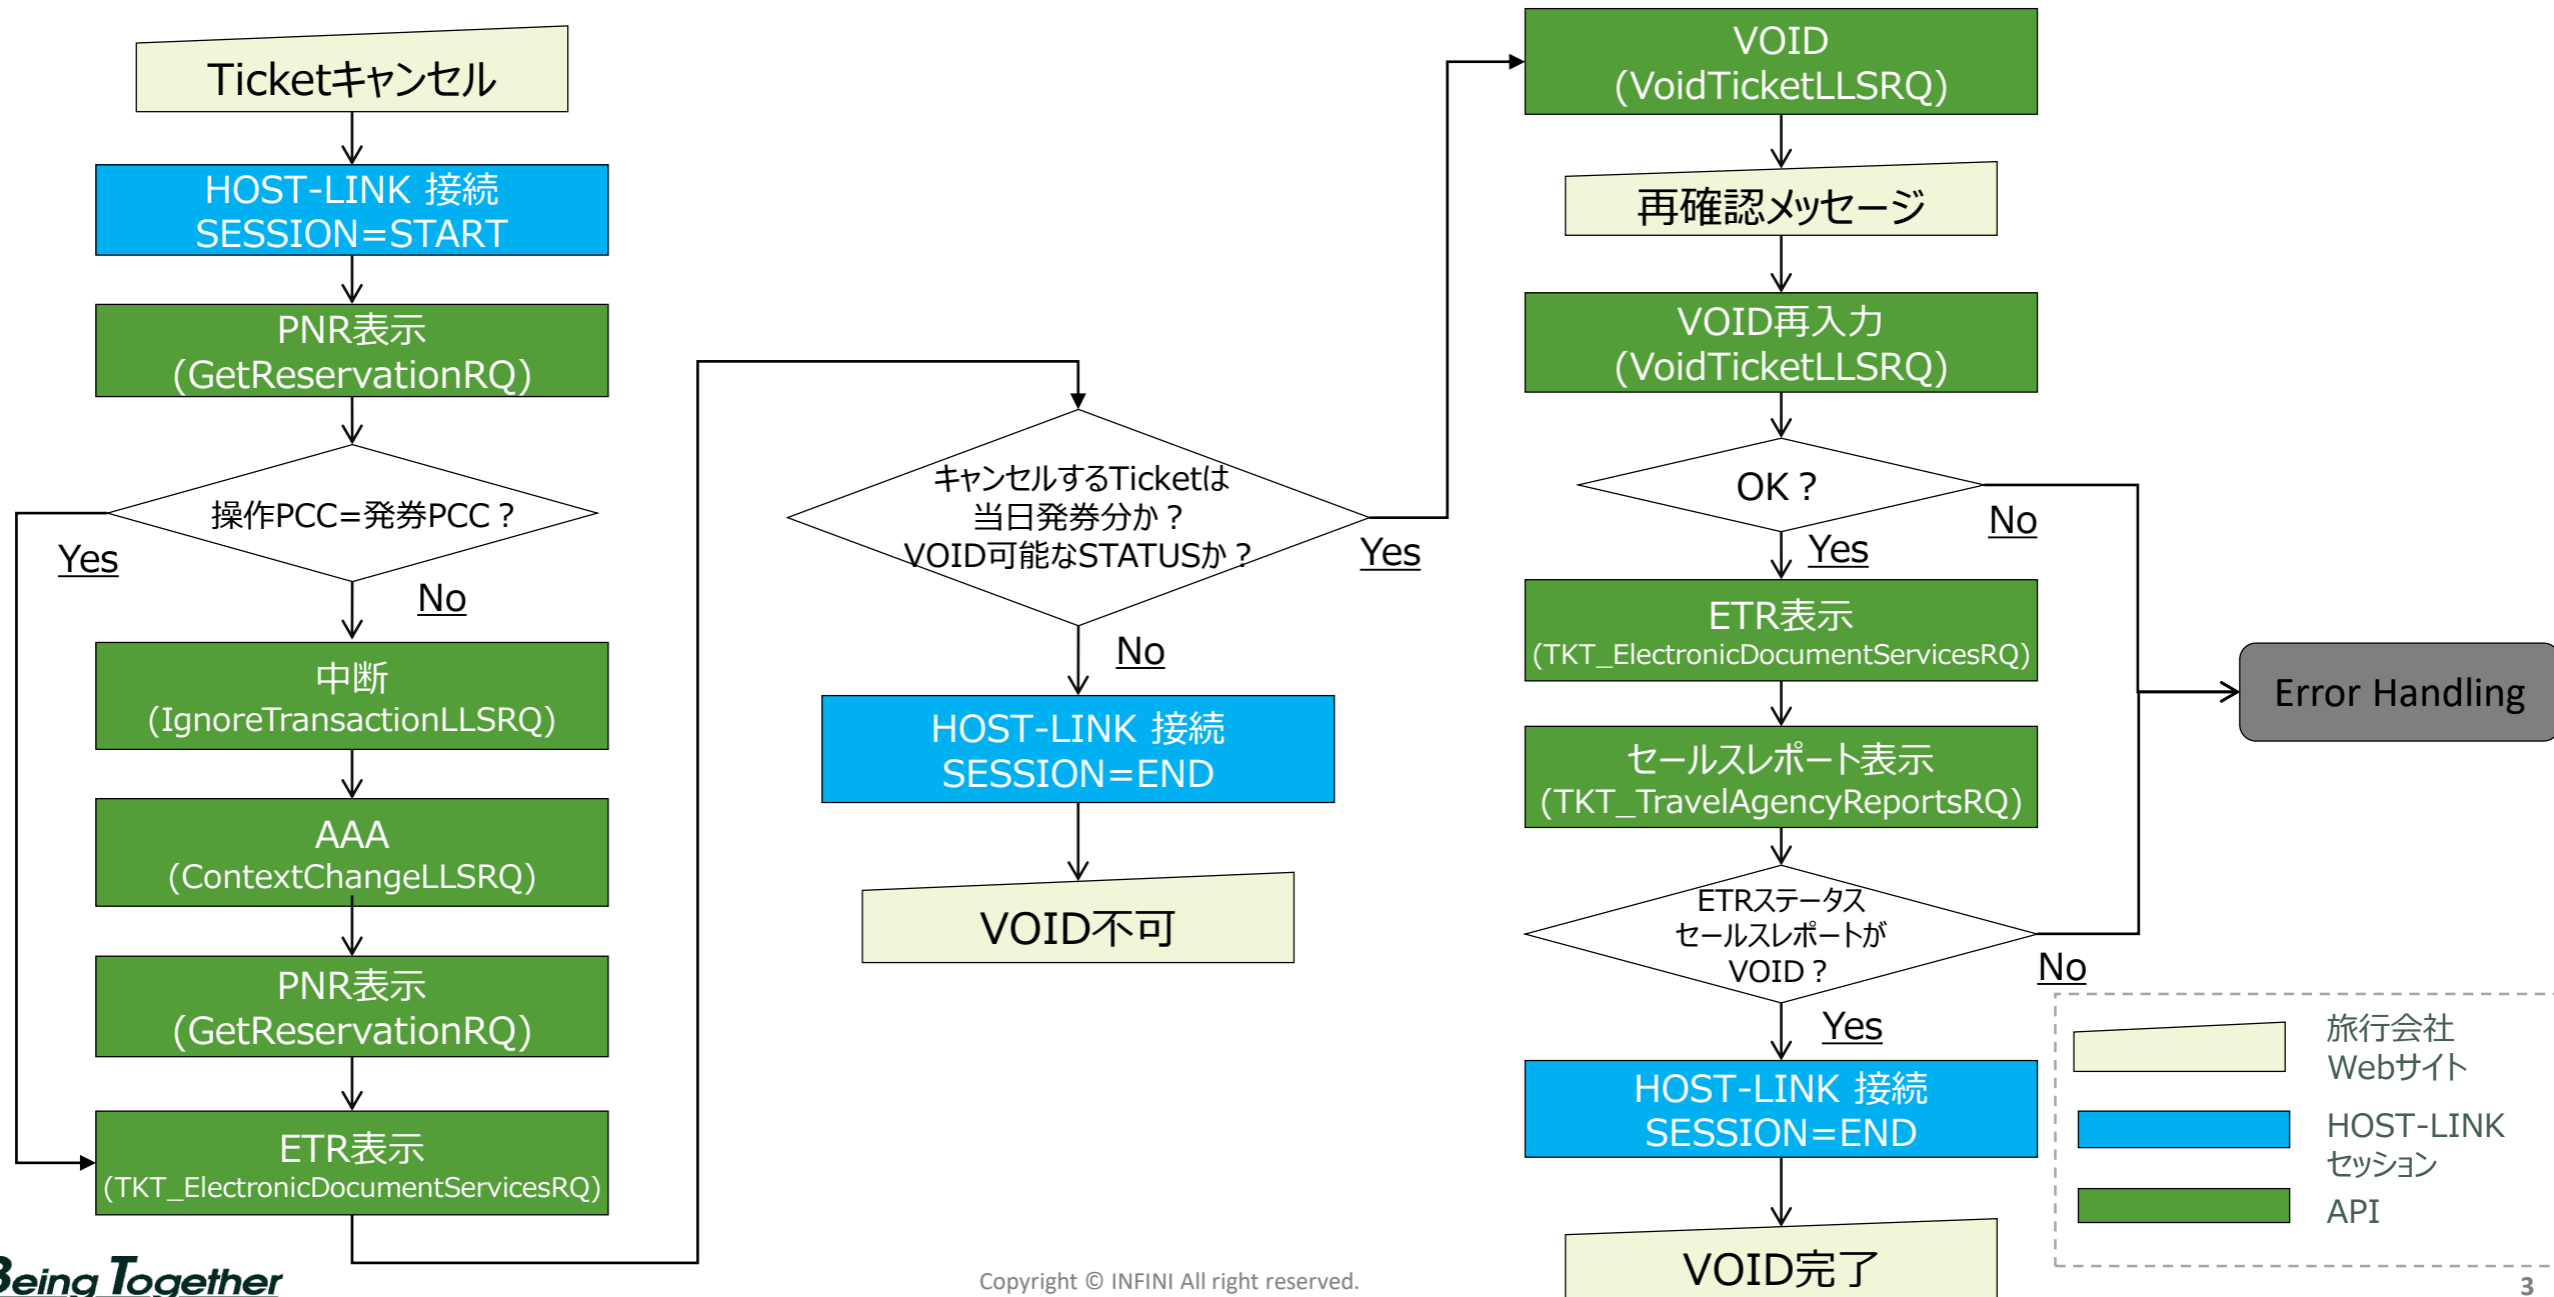 Ticketキャンセル
HOST-LINK 接続
SESSION=START
PNR表示
(GetReservationRQ)
操作PCC=発券PCC？
Yes
No
中断
(IgnoreTransactionLLSRQ)
AAA
(ContextChangeLLSRQ)
PNR表示
(GetReservationRQ)
ETR表示
(TKT_ElectronicDocumentServicesRQ)
キャンセルするTicketは
当日発券分か？
VOID可能なSTATUSか？
Yes
No
HOST-LINK 接続
SESSION=END
VOID不可
VOID
(VoidTicketLLSRQ)
再確認メッセージ
VOID再入力
(VoidTicketLLSRQ)
OK？
No
Yes
ETR表示
(TKT_ElectronicDocumentServicesRQ)
セールスレポート表示
(TKT_TravelAgencyReportsRQ)
ETRステータス
セールスレポートが
VOID？
No
Yes
HOST-LINK 接続
SESSION=END
VOID完了
Error Handling
旅行会社
Webサイト
HOST-LINK
セッション
API
Being Together
Copyright © INFINI All right reserved.
3